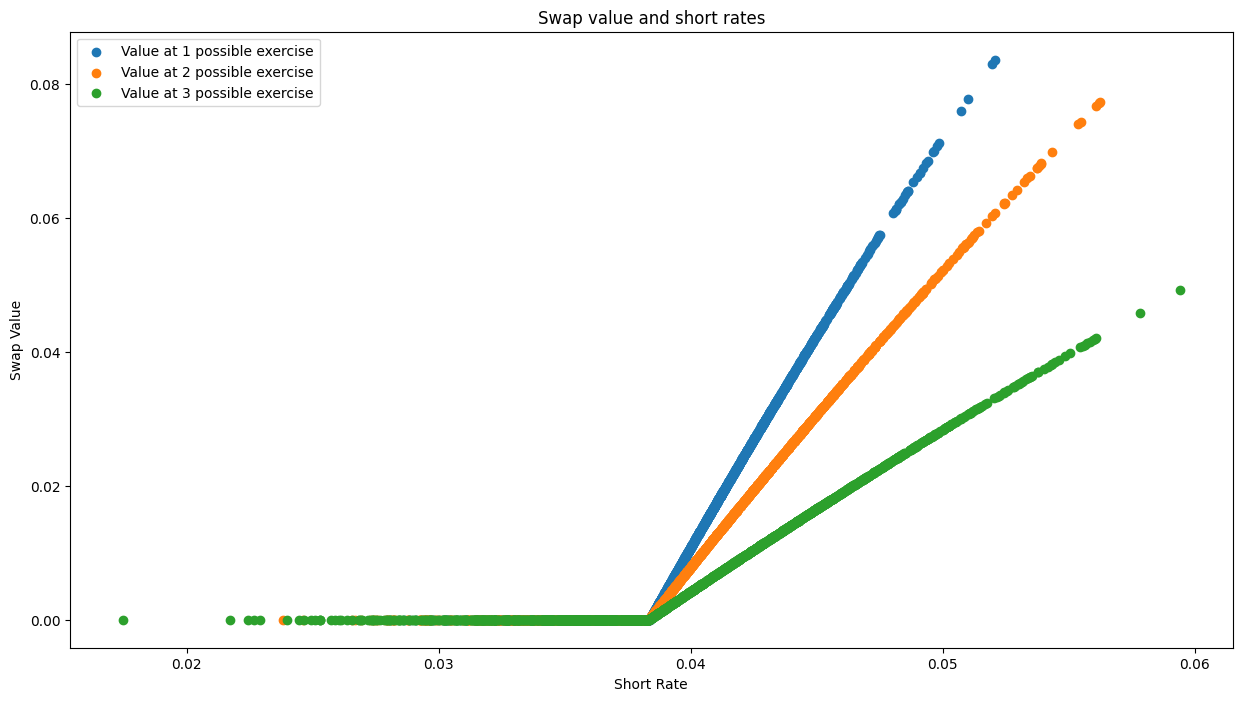 Swap value and short rates
Value at 1 possible exercise
Value at 2 possible exercise
Value at 3 possible exercise
0.08
0.06
0.04
0.02
0.00
Swap Value
0.02 0.03 0.04 0.05 0.06
Short Rate